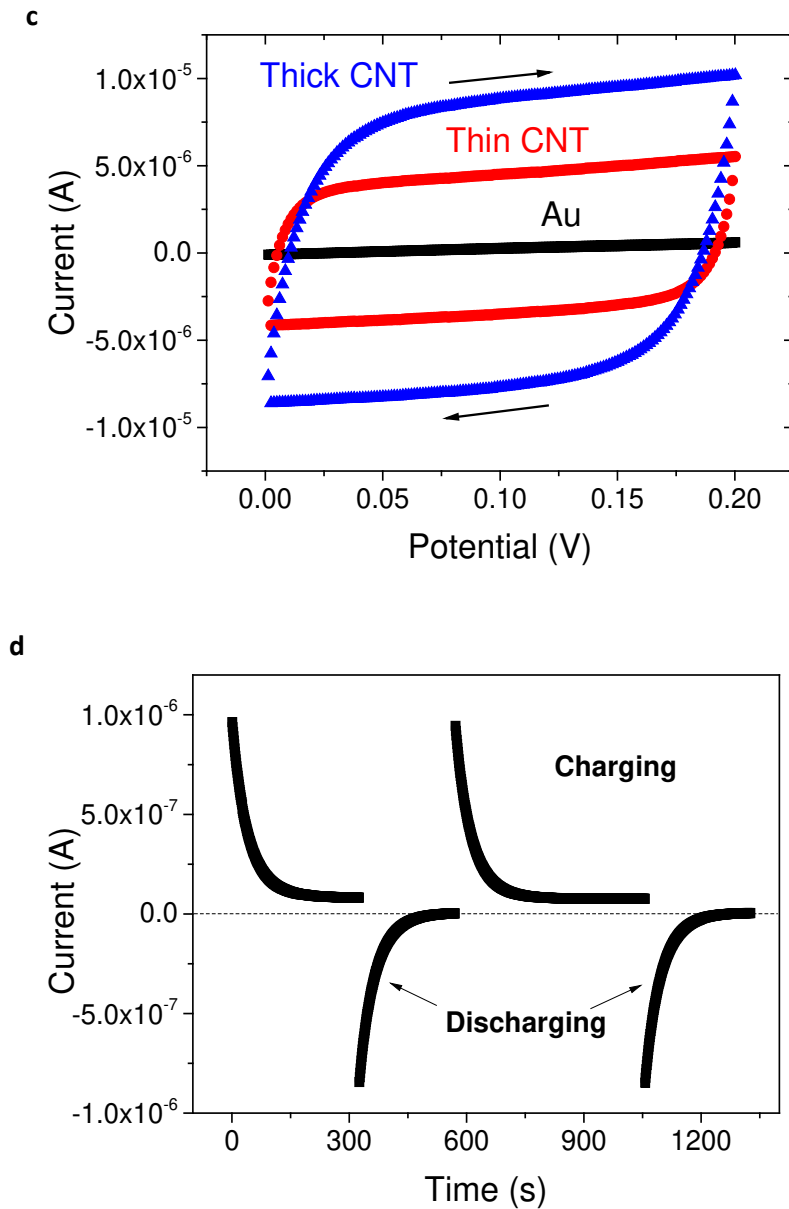 c
1.0x10⁻⁵
5.0x10⁻⁶
0.0
-5.0x10⁻⁶
-1.0x10⁻⁵
Current (A)
Thick CNT
Thin CNT
Au
0.00 0.05 0.10 0.15 0.20
Potential (V)
d
1.0x10⁻⁶
5.0x10⁻⁷
0.0
-5.0x10⁻⁷
-1.0x10⁻⁶
Current (A)
Charging
Discharging
0 300 600 900 1200
Time (s)